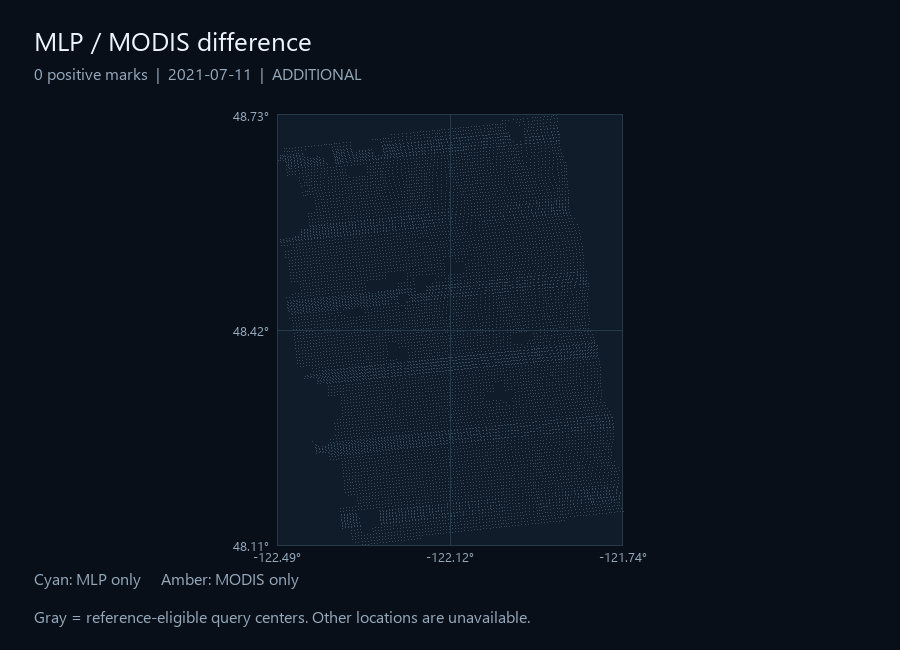 MLP / MODIS difference
0 positive marks | 2021-07-11 | ADDITIONAL
48.73°
48.42°
48.11°
-122.49° -122.12° -121.74°
Cyan: MLP only Amber: MODIS only
Gray = reference-eligible query centers. Other locations are unavailable.